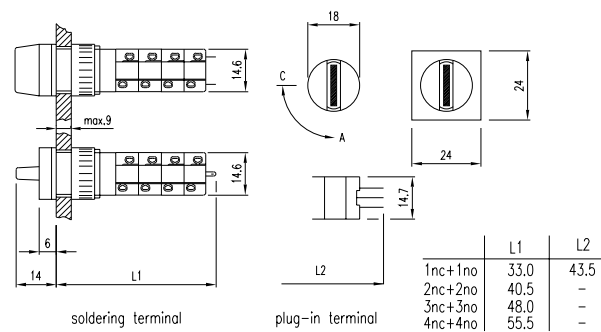 18
14.6
C
A
24
24
max.9
14.6
14.7
6
14
L1
L2
soldering terminal
plug-in terminal
L1 L2
1nc+1no 33.0 43.5
2nc+2no 40.5 -
3nc+3no 48.0 -
4nc+4no 55.5 -